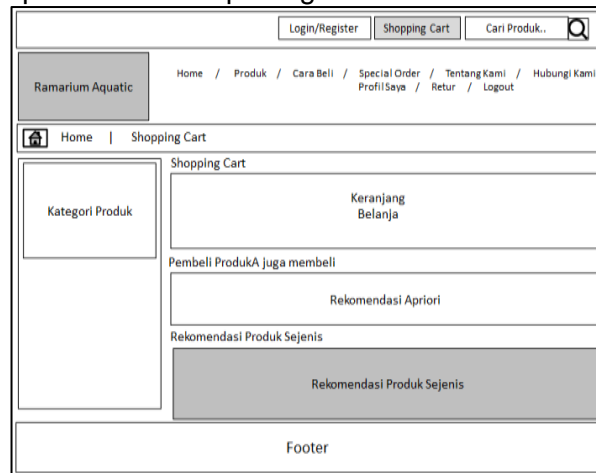 Login/Register Shopping Cart Cari Produk..
Ramarium Aquatic
Home / Produk / Cara Beli / Special Order / Tentang Kami / Hubungi Kami
Profil Saya / Retur / Logout
Home | Shopping Cart
Kategori Produk
Shopping Cart
Keranjang
Belanja
Pembeli ProdukA juga membeli
Rekomendasi Apriori
Rekomendasi Produk Sejenis
Rekomendasi Produk Sejenis
Footer